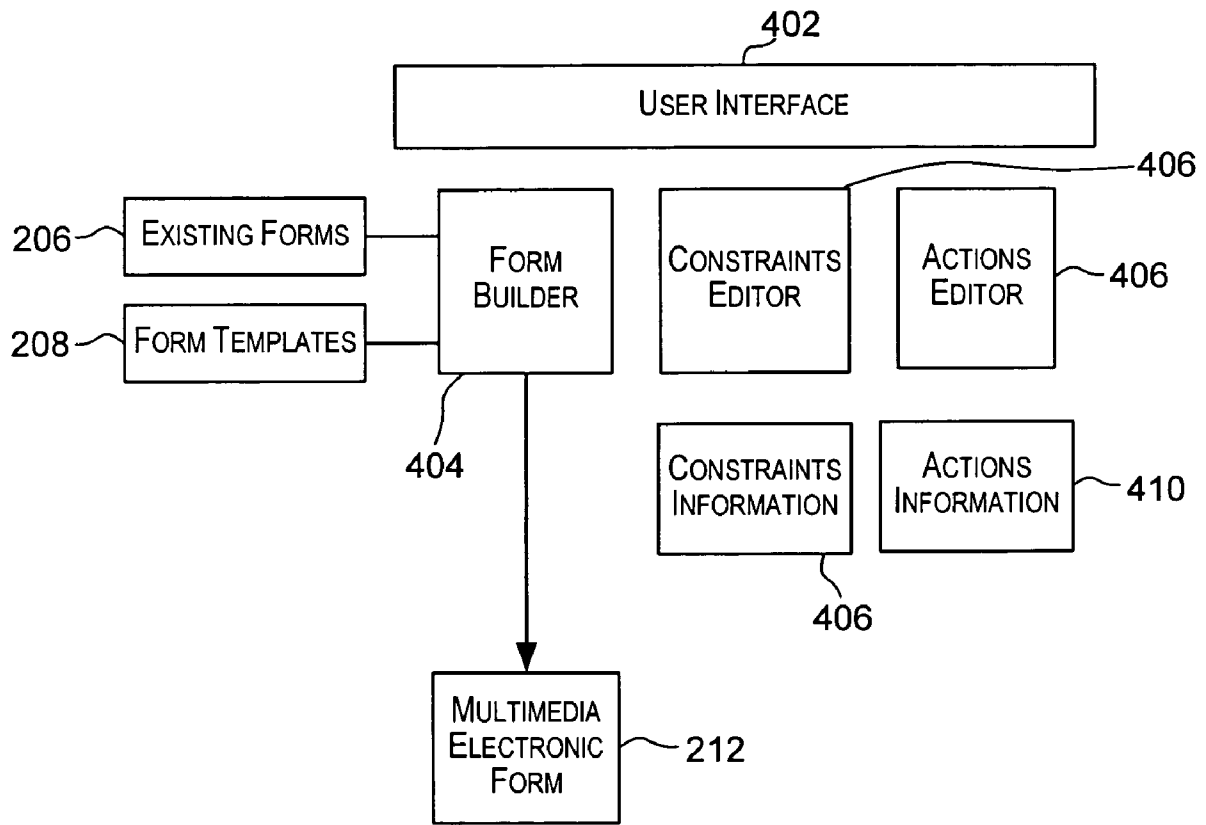 402
USER INTERFACE
406
206
EXISTING FORMS
FORM
BUILDER
CONSTRAINTS
EDITOR
ACTIONS
EDITOR
406
208
FORM TEMPLATES
404
CONSTRAINTS
INFORMATION
ACTIONS
INFORMATION
410
406
MULTIMEDIA
ELECTRONIC
FORM
212